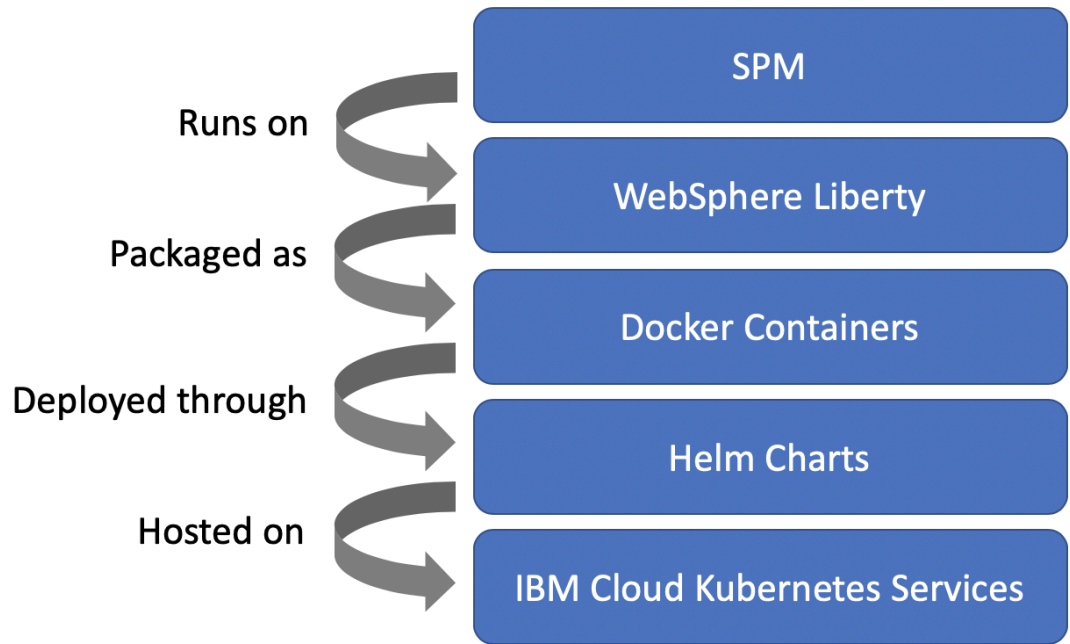 SPM
Runs on
WebSphere Liberty
Packaged as
Docker Containers
Deployed through
Helm Charts
Hosted on
IBM Cloud Kubernetes Services